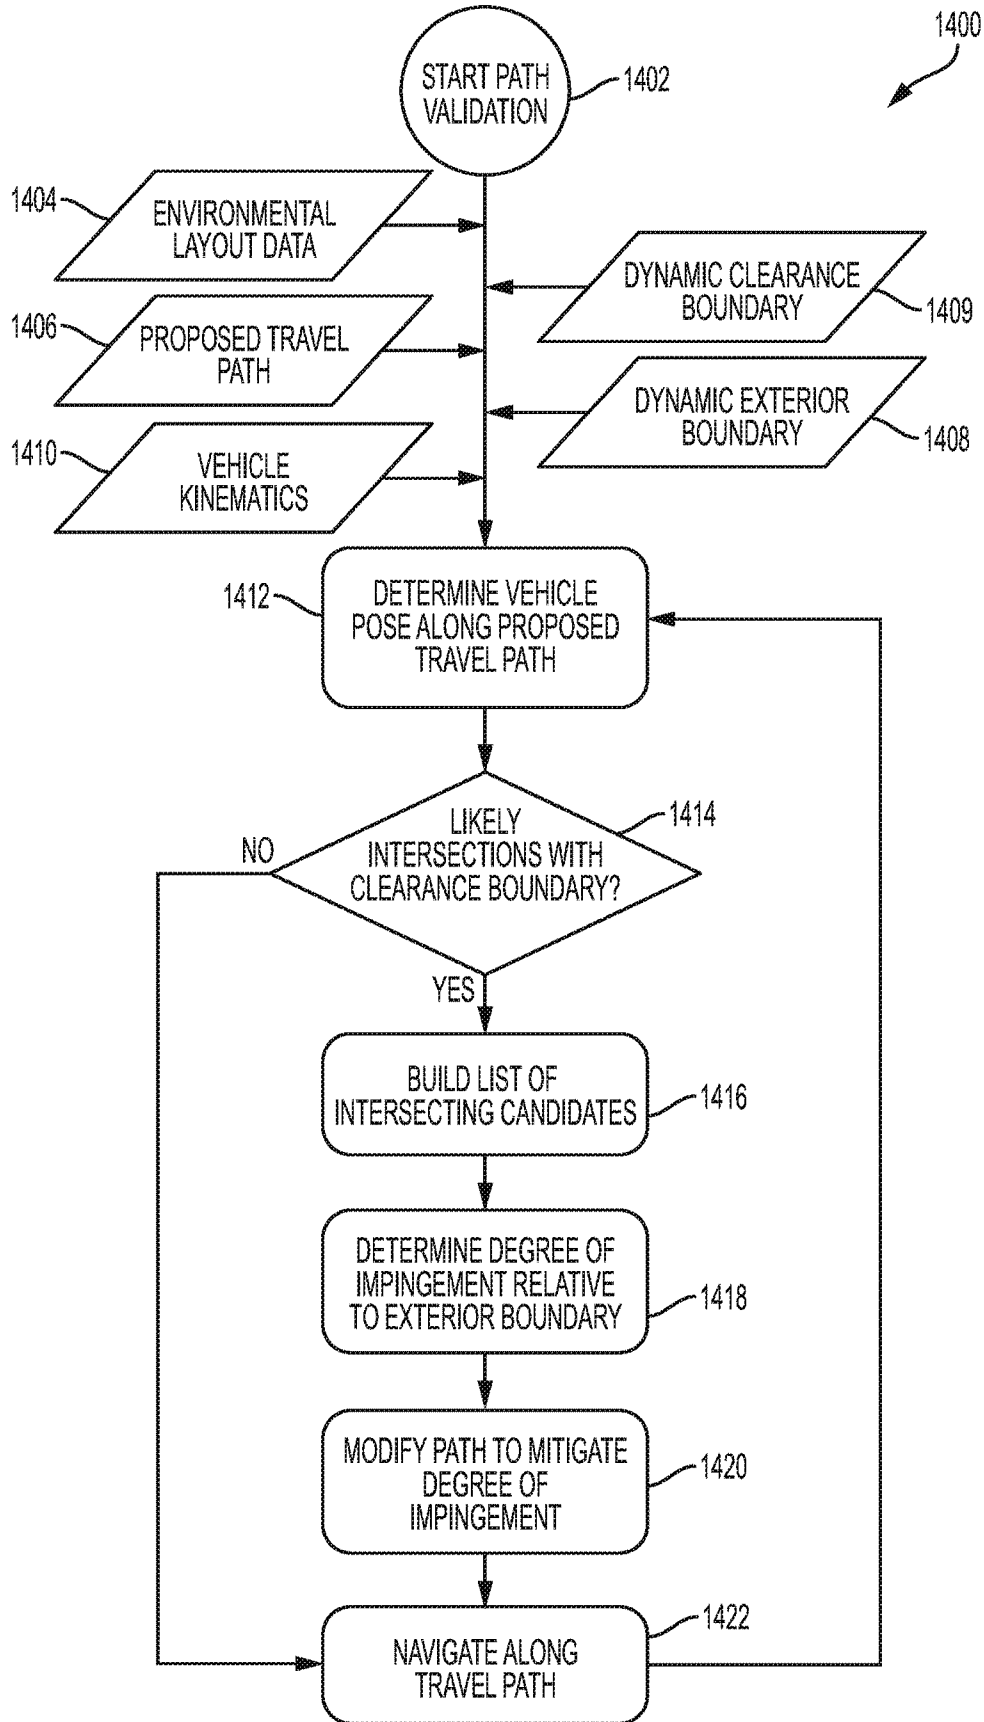 1400
START PATH
VALIDATION
1402
1404
ENVIRONMENTAL
LAYOUT DATA
DYNAMIC CLEARANCE
BOUNDARY
1409
1406
PROPOSED TRAVEL
PATH
DYNAMIC EXTERIOR
BOUNDARY
1408
1410
VEHICLE
KINEMATICS
1412
DETERMINE VEHICLE
POSE ALONG PROPOSED
TRAVEL PATH
LIKELY
INTERSECTIONS WITH
CLEARANCE BOUNDARY?
1414
NO
YES
BUILD LIST OF
INTERSECTING CANDIDATES
1416
DETERMINE DEGREE OF
IMPINGEMENT RELATIVE
TO EXTERIOR BOUNDARY
1418
MODIFY PATH TO MITIGATE
DEGREE OF
IMPINGEMENT
1420
NAVIGATE ALONG
TRAVEL PATH
1422